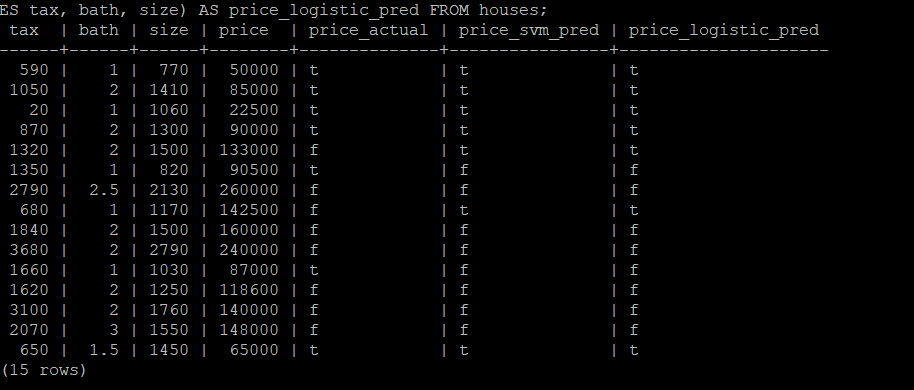 ES tax, bath, size) AS price_logistic_pred FROM houses;
 tax  | bath | size | price  | price_actual | price_svm_pred | price_logistic_pred
------+------+------+--------+--------------+----------------+---------------------
  590 |    1 |  770 |  50000 | t            | t              | t
 1050 |    2 | 1410 |  85000 | t            | t              | t
   20 |    1 | 1060 |  22500 | t            | t              | t
  870 |    2 | 1300 |  90000 | t            | t              | t
 1320 |    2 | 1500 | 133000 | f            | t              | t
 1350 |    1 |  820 |  90500 | t            | f              | f
 2790 |  2.5 | 2130 | 260000 | f            | f              | f
  680 |    1 | 1170 | 142500 | f            | t              | t
 1840 |    2 | 1500 | 160000 | f            | f              | f
 3680 |    2 | 2790 | 240000 | f            | f              | f
 1660 |    1 | 1030 |  87000 | t            | f              | f
 1620 |    2 | 1250 | 118600 | f            | f              | f
 3100 |    2 | 1760 | 140000 | f            | f              | f
 2070 |    3 | 1550 | 148000 | f            | f              | f
  650 |  1.5 | 1450 |  65000 | t            | t              | t
(15 rows)